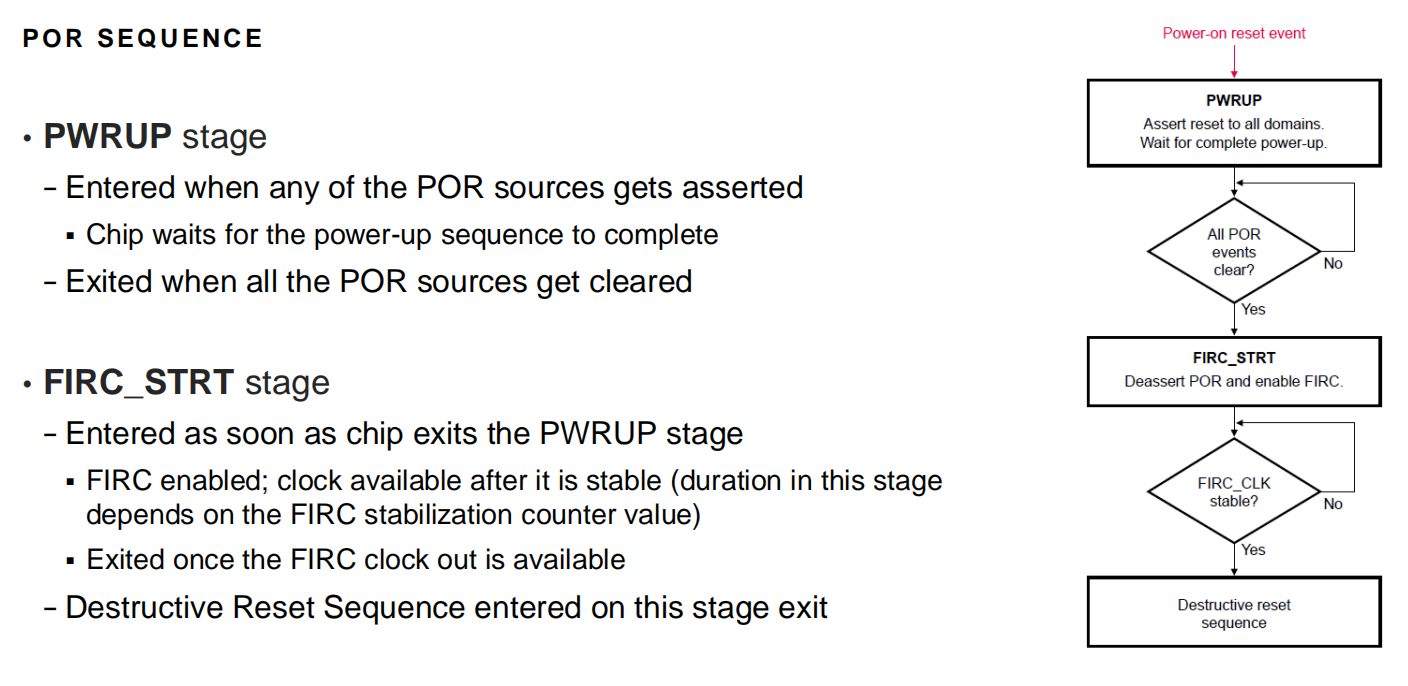 POR SEQUENCE
• PWRUP stage
– Entered when any of the POR sources gets asserted
▪ Chip waits for the power-up sequence to complete
– Exited when all the POR sources get cleared
• FIRC_STRT stage
– Entered as soon as chip exits the PWRUP stage
▪ FIRC enabled; clock available after it is stable (duration in this stage
depends on the FIRC stabilization counter value)
▪ Exited once the FIRC clock out is available
– Destructive Reset Sequence entered on this stage exit
Power-on reset event
PWRUP
Assert reset to all domains.
Wait for complete power-up.
All POR
events
clear?
No
Yes
FIRC_STRT
Deassert POR and enable FIRC.
FIRC_CLK
stable?
No
Yes
Destructive reset
sequence